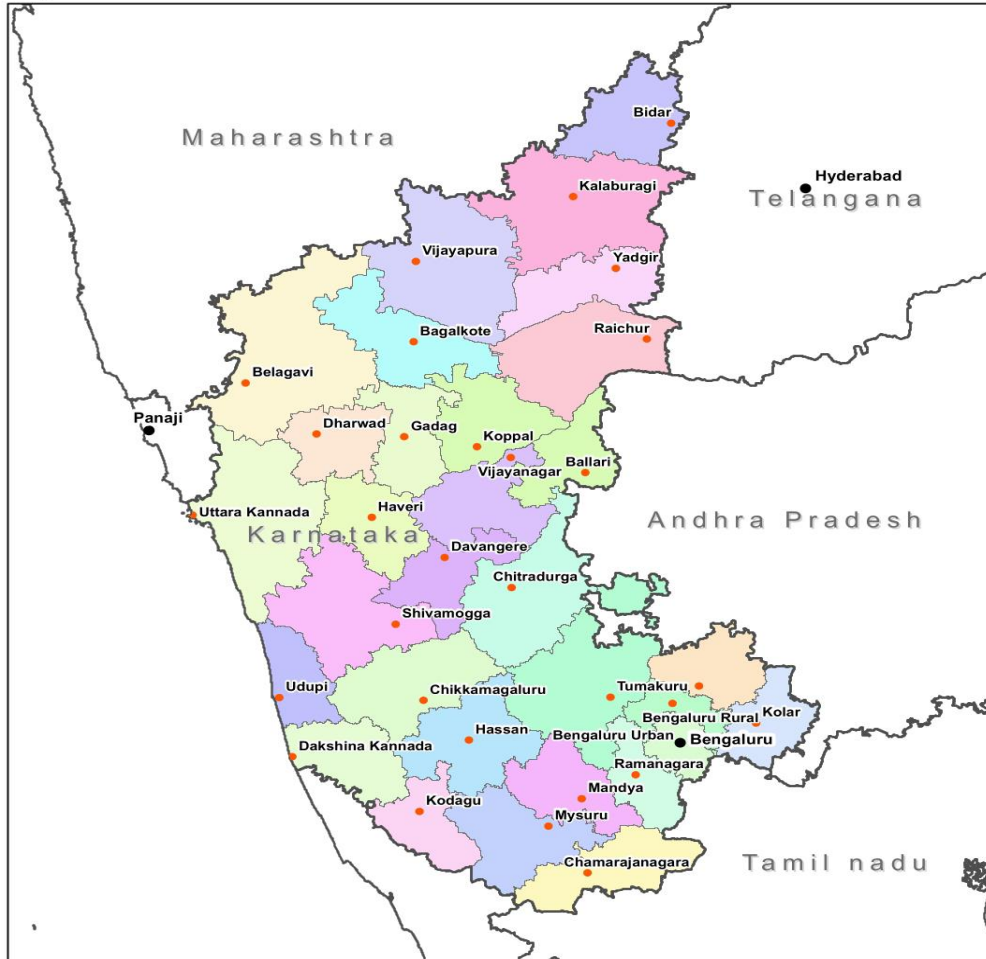 Bidar
Maharashtra
Hyderabad
Kalaburagi
Telangana
Vijayapura
Yadgir
Raichur
Bagalkote
Belagavi
Panaji
Dharwad
Gadag
Koppal
Vijayanagar
Ballari
Uttara Kannada
Haveri
Karnataka
Andhra Pradesh
Davangere
Chitradurga
Shivamogga
Udupi
Chikkamagaluru
Tumakuru
Bengaluru Rural
Kolar
Hassan
Bengaluru Urban
Bengaluru
Dakshina Kannada
Ramanagara
Mandya
Kodagu
Mysuru
Chamarajanagara
Tamil nadu